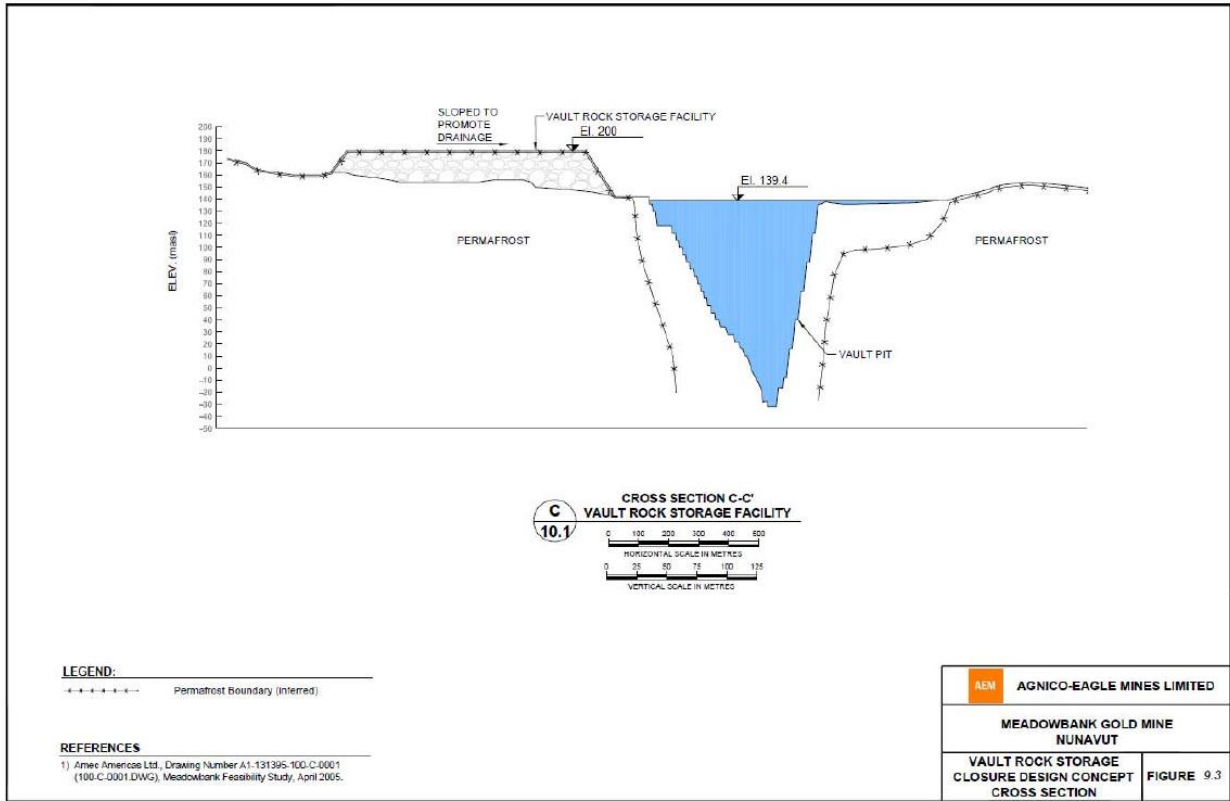 SLOPED TO
PROMOTE
DRAINAGE
VAULT ROCK STORAGE FACILITY
El. 200
El. 139.4
ELEV. (masl)
200
190
180
170
160
150
140
130
120
110
100
90
80
70
60
50
40
30
20
10
0
-10
-20
-30
-40
-50
PERMAFROST
PERMAFROST
VAULT PIT
C
10.1
CROSS SECTION C-C'
VAULT ROCK STORAGE FACILITY
0 100 200 300 400 500
HORIZONTAL SCALE IN METRES
0 25 50 75 100 125
VERTICAL SCALE IN METRES
LEGEND:
Permafrost Boundary (Inferred)
REFERENCES
1) Amec Americas Ltd., Drawing Number A1-131395-100-C-0001
(100-C-0001.DWG), Meadowbank Feasibility Study, April 2005.
AEM
AGNICO-EAGLE MINES LIMITED
MEADOWBANK GOLD MINE
NUNAVUT
VAULT ROCK STORAGE
CLOSURE DESIGN CONCEPT
CROSS SECTION
FIGURE 9.3